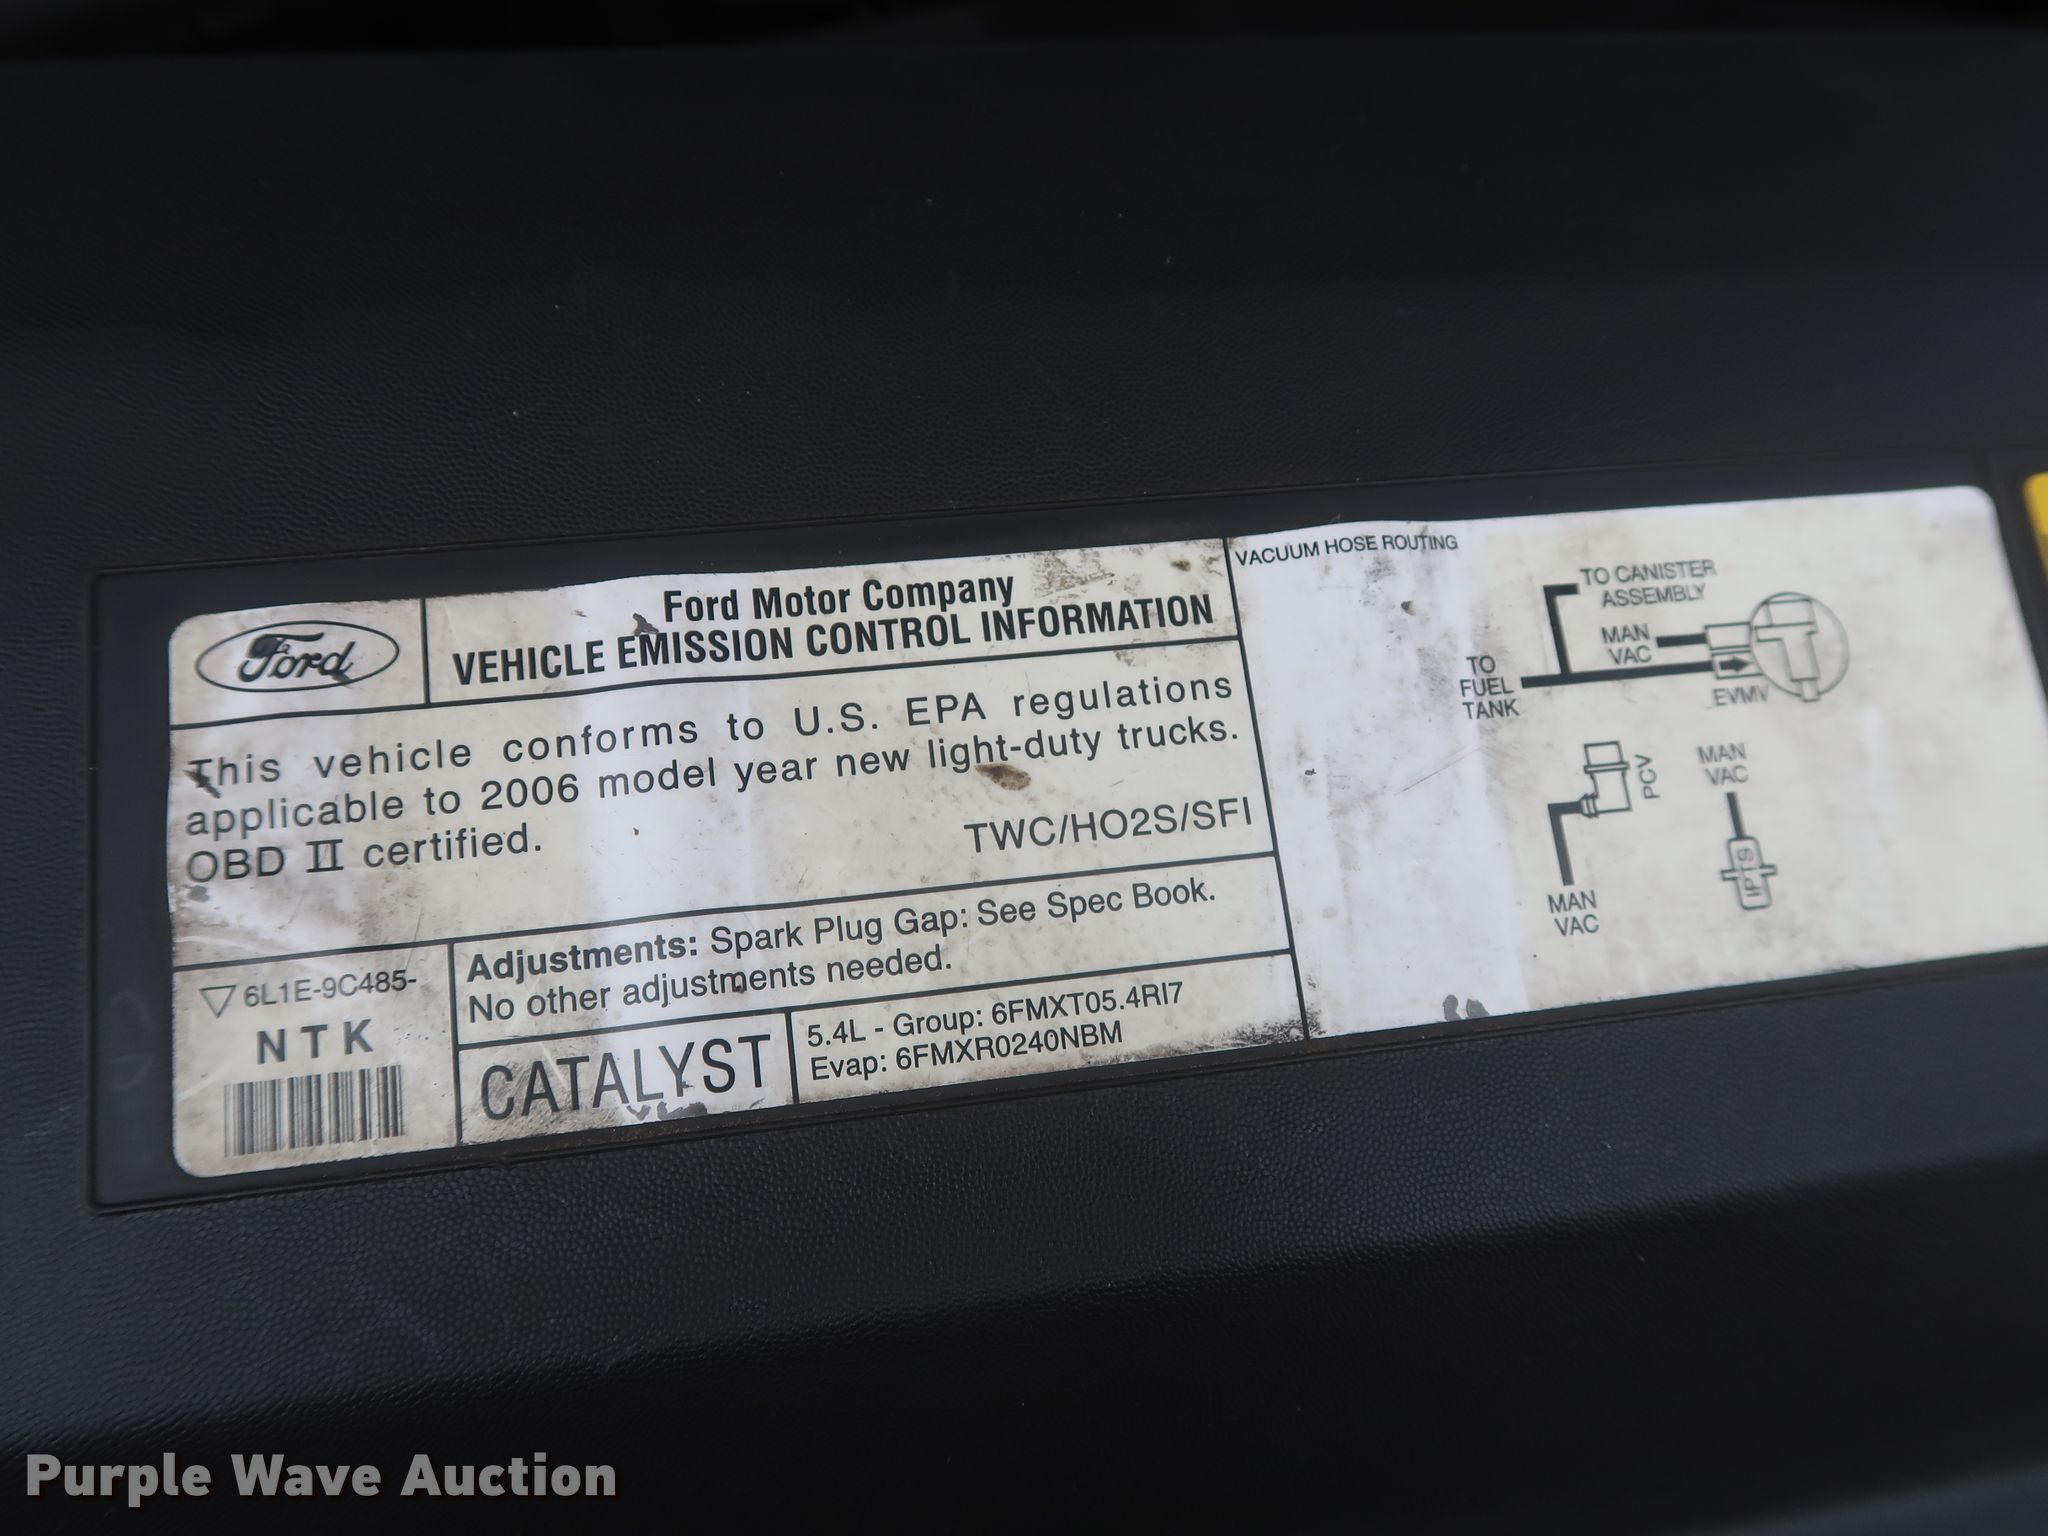 Ford
Ford Motor Company
VEHICLE EMISSION CONTROL INFORMATION
This vehicle conforms to U.S. EPA regulations
applicable to 2006 model year new light-duty trucks.
OBD II certified.
TWC/HO2S/SFI
6L1E-9C485-
NTK
Adjustments: Spark Plug Gap: See Spec Book.
No other adjustments needed.
CATALYST
5.4L - Group: 6FMXT05.4RI7
Evap: 6FMXR0240NBM
VACUUM HOSE ROUTING
TO CANISTER
ASSEMBLY
MAN
VAC
TO
FUEL
TANK
EVMV
PCV
MAN
VAC
MAN
VAC
IPTS
Purple Wave Auction